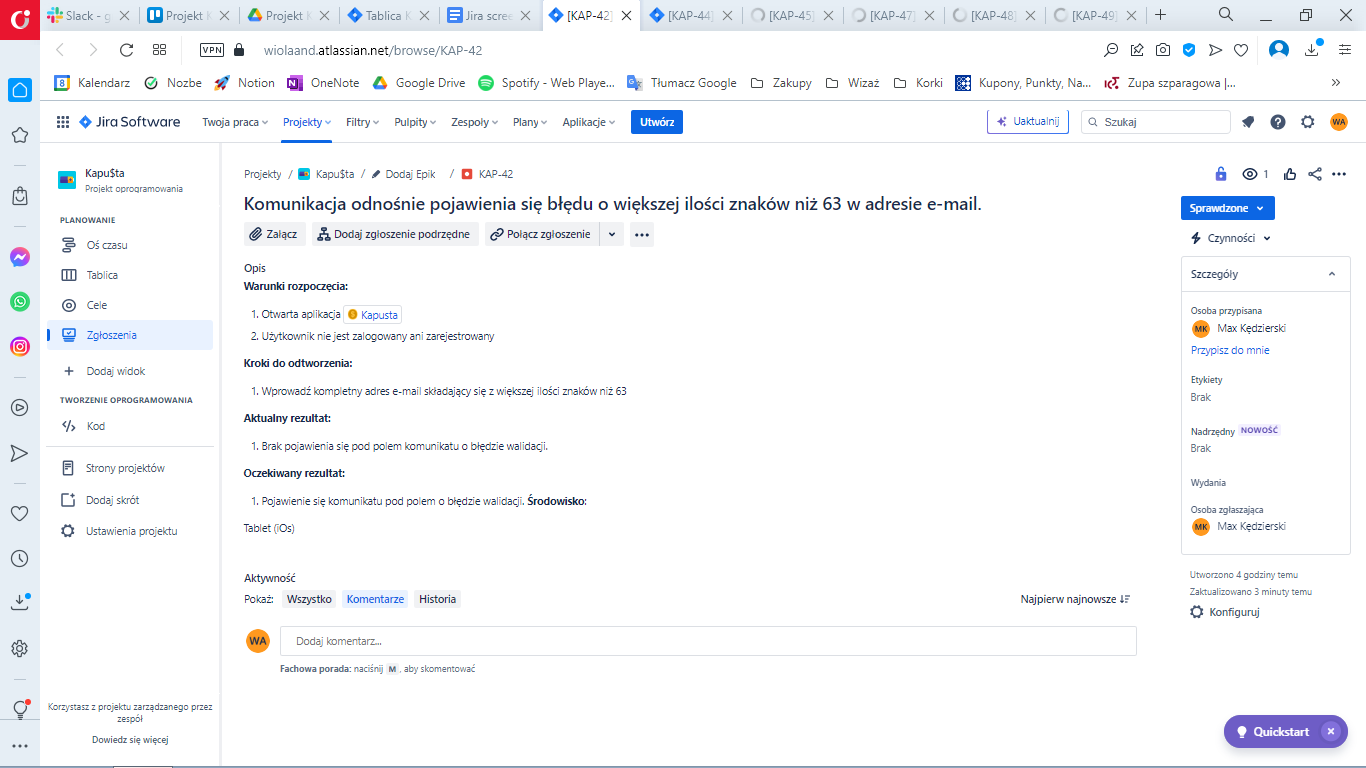 Slack - g
Projekt K
Projekt K
Tablica K
Jira scree
[KAP-42]
[KAP-44]
[KAP-45]
[KAP-47]
[KAP-48]
[KAP-49]
VPN
wiolaand.atlassian.net/browse/KAP-42
Kalendarz
Nozbe
Notion
OneNote
Google Drive
Spotify - Web Playe...
Tłumacz Google
Zakupy
Wizaż
Korki
Kupony, Punkty, Na...
Zupa szparagowa |...
Jira Software
Twoja praca
Projekty
Filtry
Pulpity
Zespoły
Plany
Aplikacje
Utwórz
Uaktualnij
Szukaj
WA
Kapu$ta
Projekt oprogramowania
PLANOWANIE
Oś czasu
Tablica
Cele
Zgłoszenia
Dodaj widok
TWORZENIE OPROGRAMOWANIA
Kod
Strony projektów
Dodaj skrót
Ustawienia projektu
Korzystasz z projektu zarządzanego przez
zespół
Dowiedz się więcej
Projekty / Kapu$ta / Dodaj Epik / KAP-42
1
Komunikacja odnośnie pojawienia się błędu o większej ilości znaków niż 63 w adresie e-mail.
Załącz
Dodaj zgłoszenie podrzędne
Połącz zgłoszenie
Opis
Warunki rozpoczęcia:
1. Otwarta aplikacja Kapusta
2. Użytkownik nie jest zalogowany ani zarejestrowany
Kroki do odtworzenia:
1. Wprowadź kompletny adres e-mail składający się z większej ilości znaków niż 63
Aktualny rezultat:
1. Brak pojawienia się pod polem komunikatu o błędzie walidacji.
Oczekiwany rezultat:
1. Pojawienie się komunikatu pod polem o błędzie walidacji. Środowisko:
Tablet (iOs)
Aktywność
Pokaż:
Wszystko
Komentarze
Historia
Najpierw najnowsze
WA
Dodaj komentarz...
Fachowa porada: naciśnij M, aby skomentować
Sprawdzone
Czynności
Szczegóły
Osoba przypisana
MK
Max Kędzierski
Przypisz do mnie
Etykiety
Brak
Nadrzędny NOWOŚĆ
Brak
Wydania
Osoba zgłaszająca
MK
Max Kędzierski
Utworzono 4 godziny temu
Zaktualizowano 3 minuty temu
Konfiguruj
Quickstart